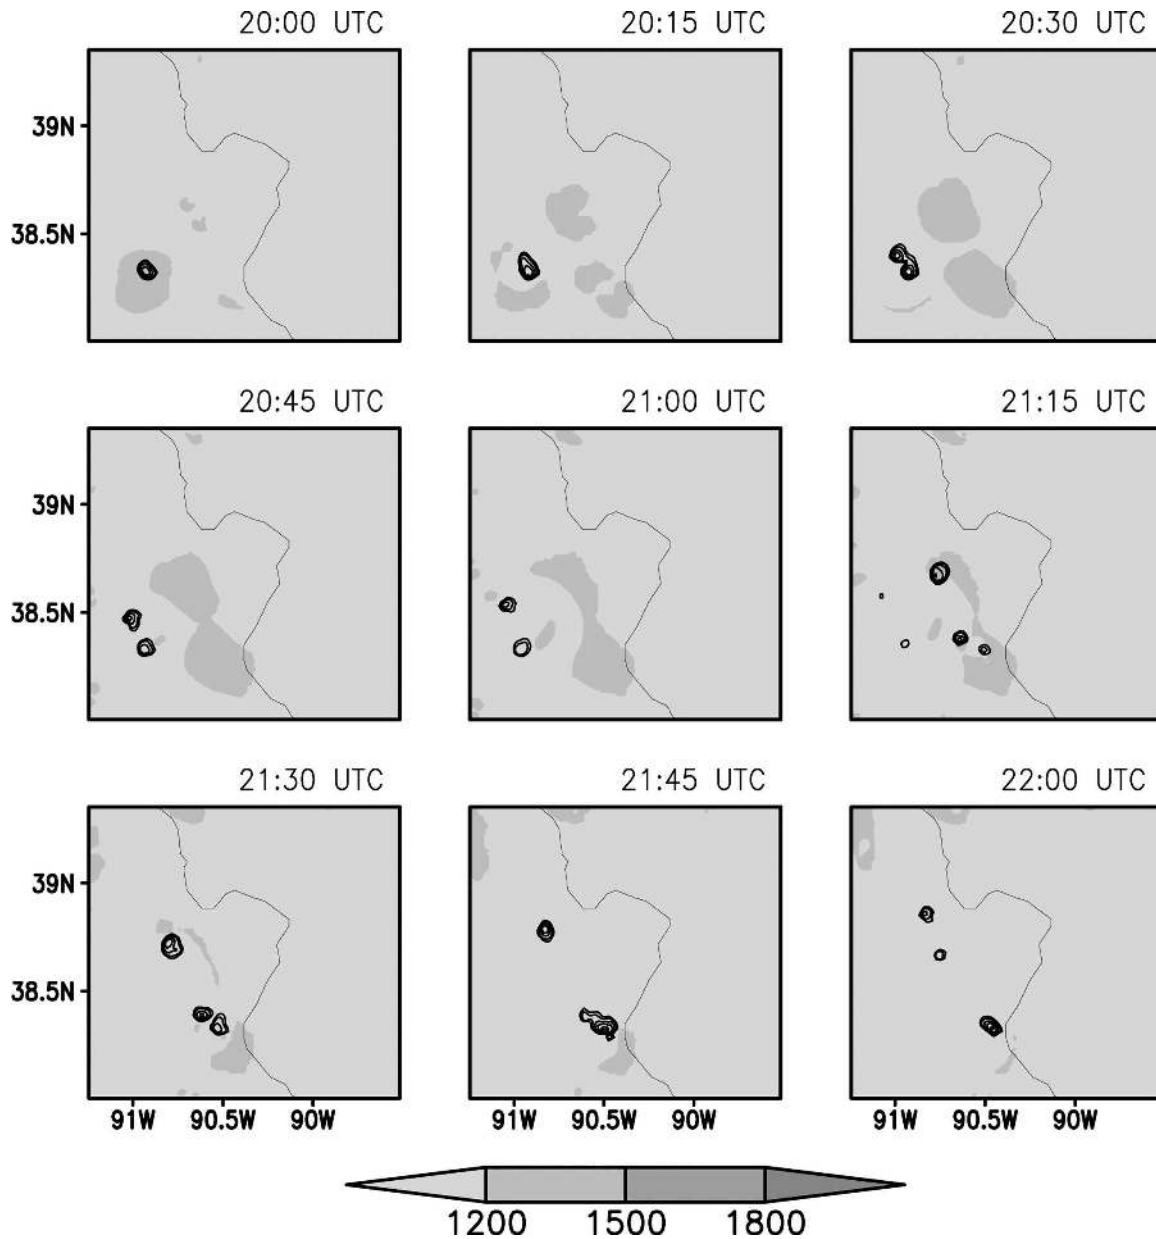 20:00 UTC 20:15 UTC 20:30 UTC
39N
38.5N
20:45 UTC 21:00 UTC 21:15 UTC
39N
38.5N
21:30 UTC 21:45 UTC 22:00 UTC
39N
38.5N
91W 90.5W 90W 91W 90.5W 90W 91W 90.5W 90W
1200 1500 1800